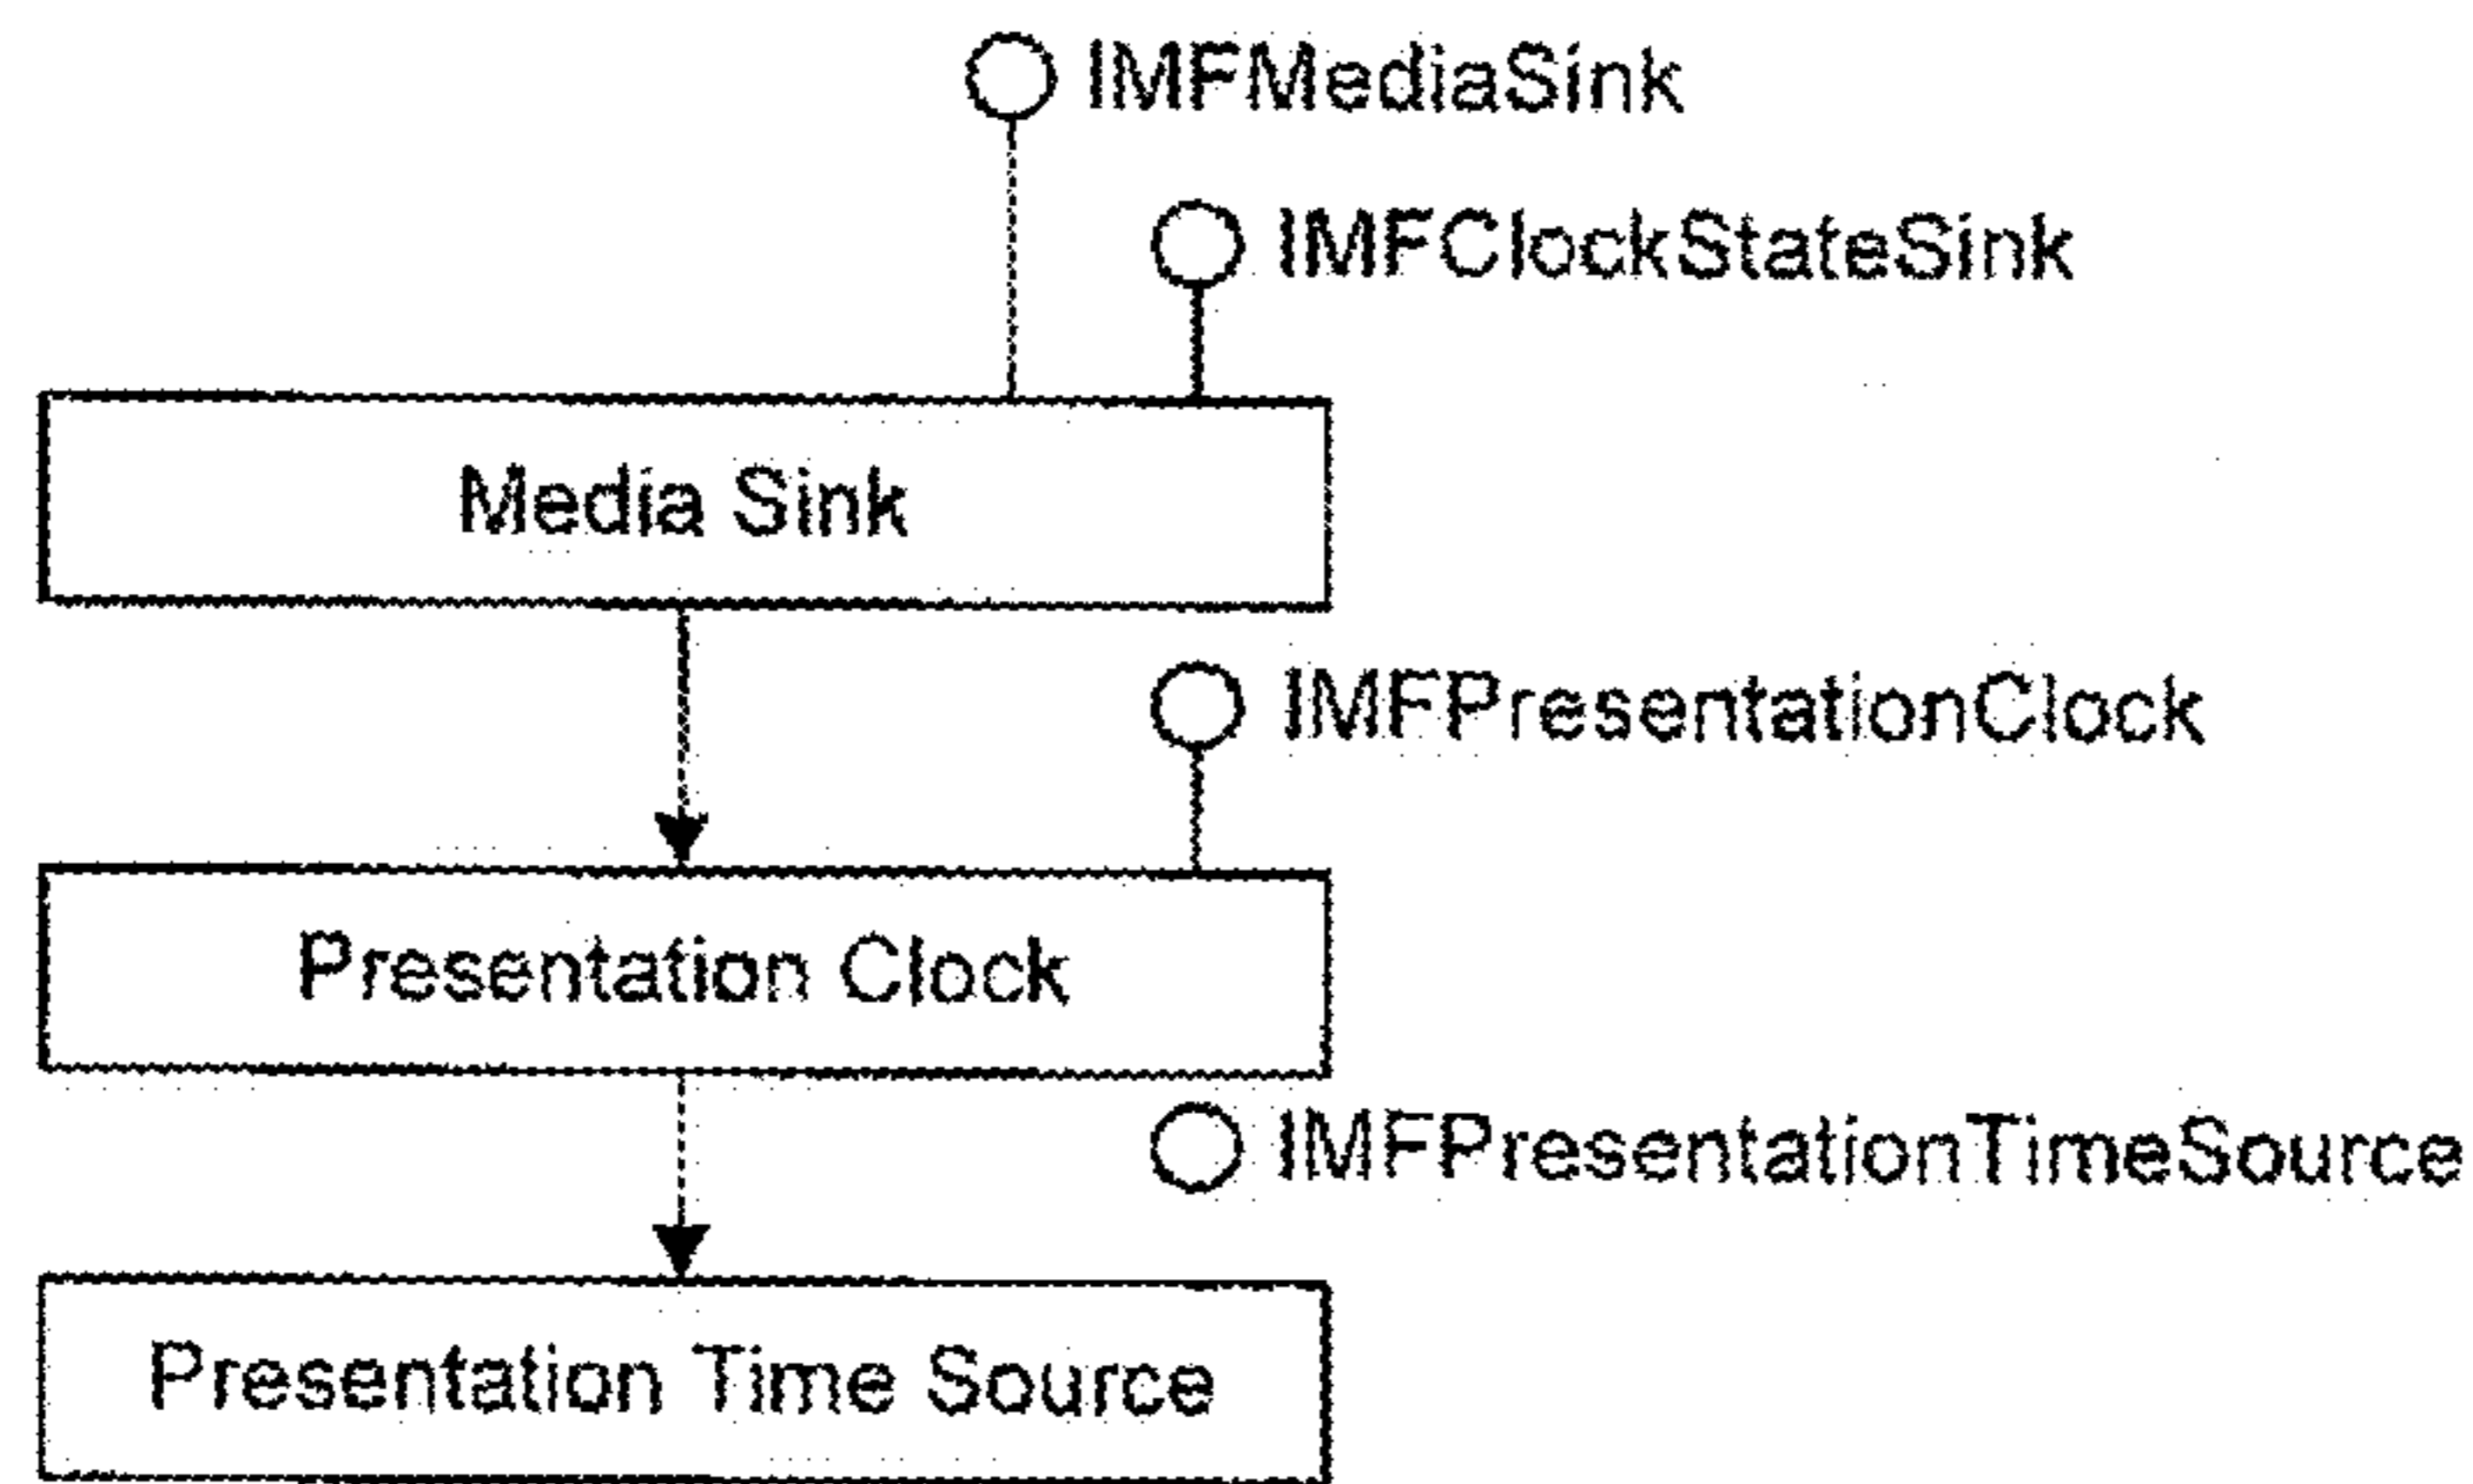 IMFMediaSink
IMFClockStateSink
Media Sink
IMFPresentationClock
Presentation Clock
IMFPresentationTimeSource
Presentation Time Source